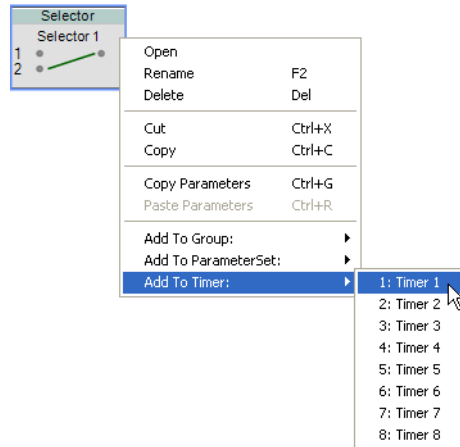 Selector
Selector 1
1
2
Open
Rename F2
Delete Del
Cut Ctrl+X
Copy Ctrl+C
Copy Parameters Ctrl+G
Paste Parameters Ctrl+R
Add To Group:
Add To ParameterSet:
Add To Timer:
1: Timer 1
2: Timer 2
3: Timer 3
4: Timer 4
5: Timer 5
6: Timer 6
7: Timer 7
8: Timer 8